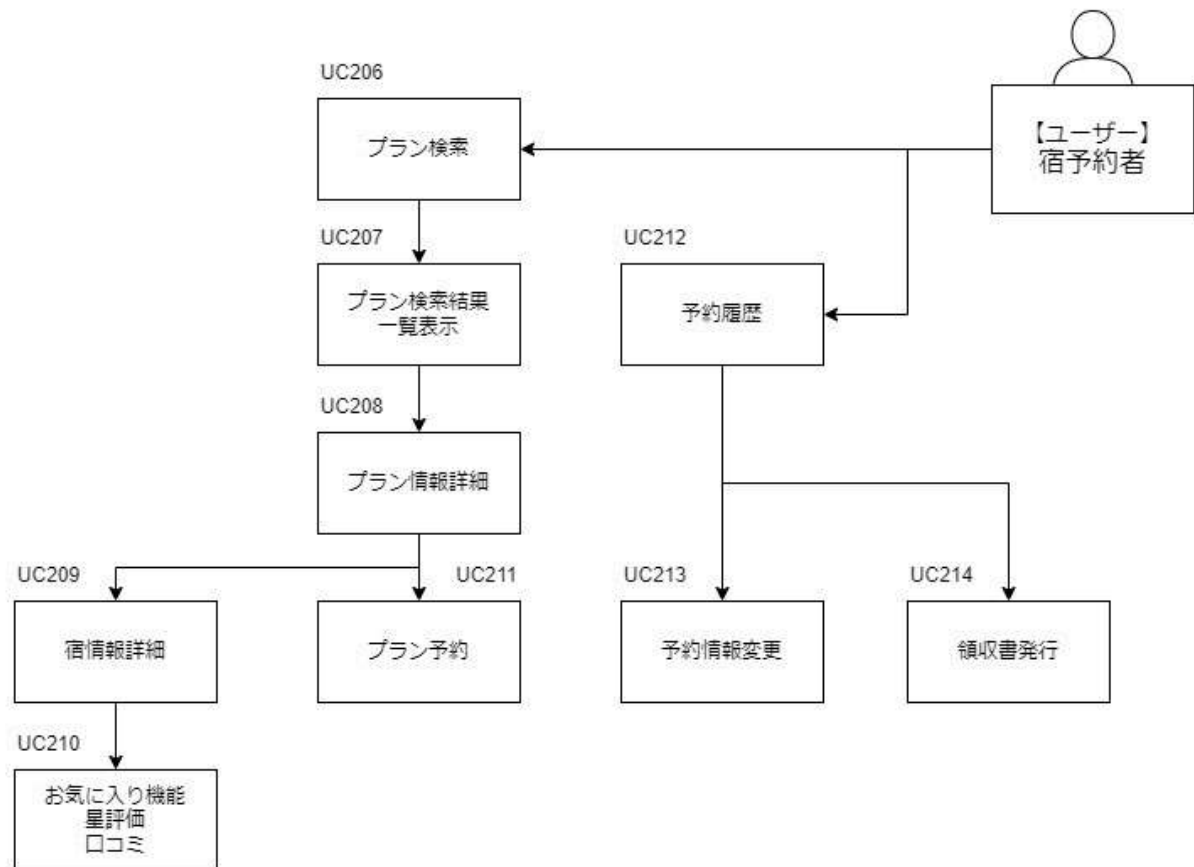 【ユーザー】
宿予約者
UC206
プラン検索
UC207
プラン検索結果
一覧表示
UC212
予約履歴
UC208
プラン情報詳細
UC209
宿情報詳細
UC211
プラン予約
UC213
予約情報変更
UC214
領収書発行
UC210
お気に入り機能
星評価
口コミ